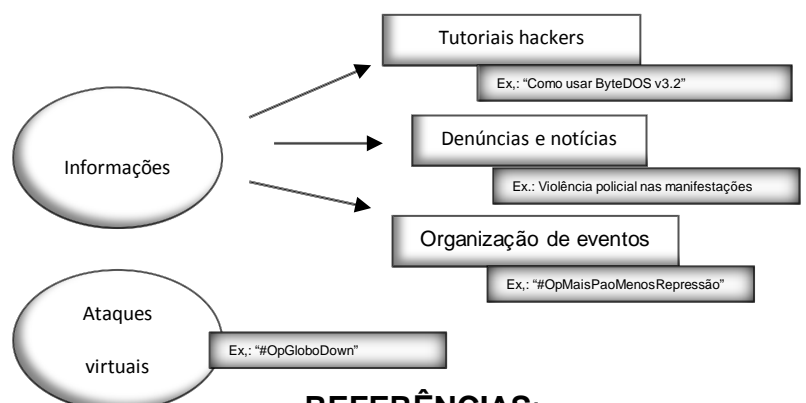 Tutoriais hackers
Ex,: “Como usar ByteDOS v3.2”
Informações
Denúncias e notícias
Ex.: Violência policial nas manifestações
Organização de eventos
Ex,: “#OpMaisPaoMenosRepressão”
Ataques
virtuais
Ex,: “#OpGloboDown”
REFERÊNCIAS: